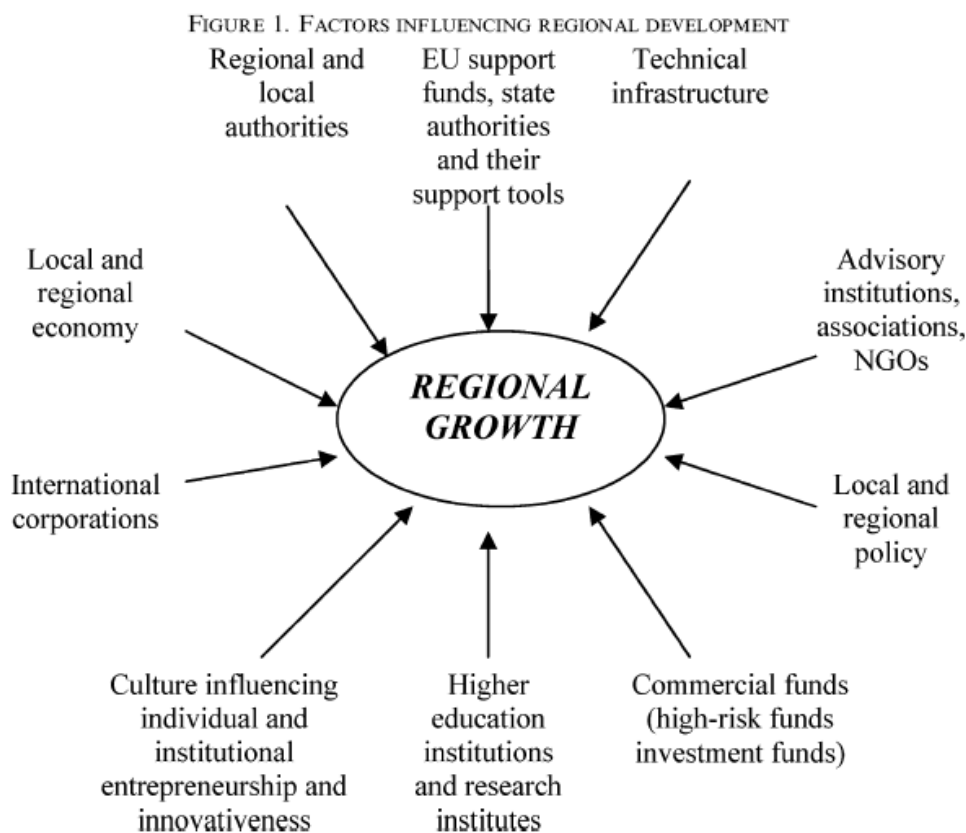 FIGURE 1. FACTORS INFLUENCING REGIONAL DEVELOPMENT
Regional and
local
authorities
EU support
funds, state
authorities
and their
support tools
Technical
infrastructure
Local and
regional
economy
Advisory
institutions,
associations,
NGOs
REGIONAL
GROWTH
International
corporations
Local and
regional
policy
Culture influencing
individual and
institutional
entrepreneurship and
innovativeness
Higher
education
institutions
and research
institutes
Commercial funds
(high-risk funds
investment funds)